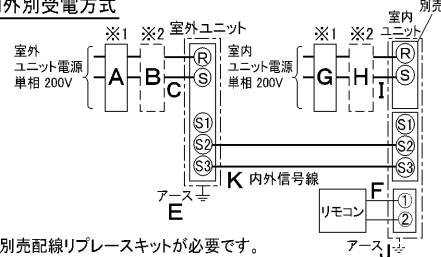 外別受電方式
別売
※1 ※2 室外ユニット ※1 ※2 室内ユニット
室外
ユニット電源
単相 200V
A B C R S
室内
ユニット電源
単相 200V
G H I R S
S1 S1
S2 S2
S3 S3
K 内外信号線
アース
E
リモコン F ① ②
アース J
別売配線リプレースキットが必要です。